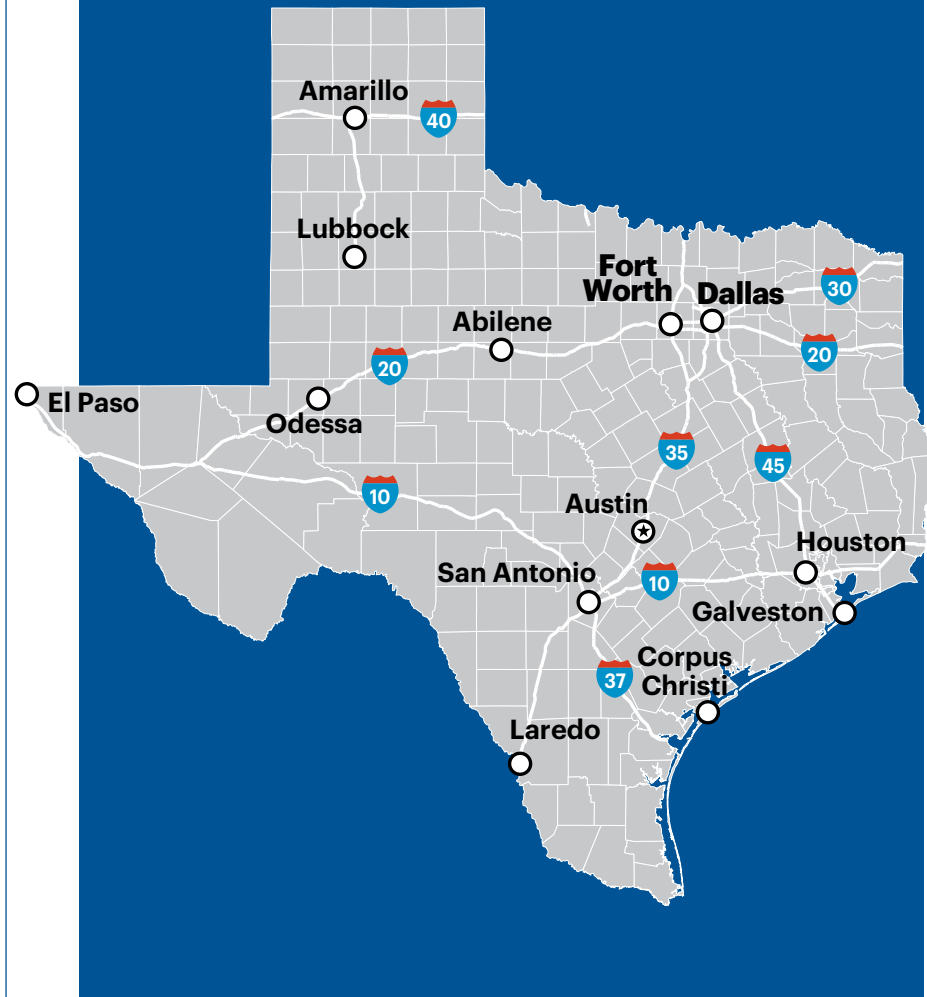 Amarillo
40
Lubbock
Fort
Worth
Dallas
30
Abilene
20
20
El Paso
Odessa
35
45
10
Austin
Houston
San Antonio
10
Galveston
Corpus
Christi
37
Laredo